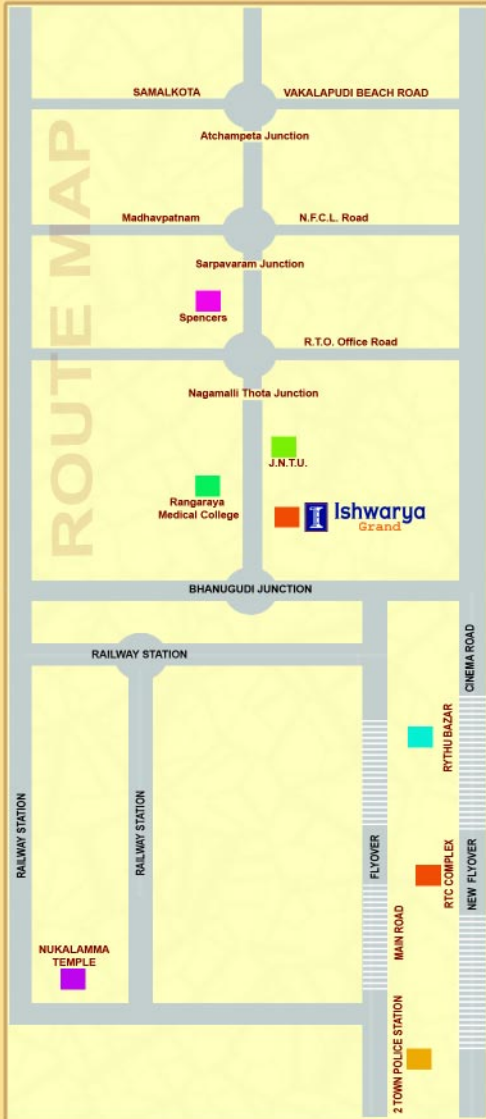 ROUTE MAP
SAMALKOTA
VAKALAPUDI BEACH ROAD
Atchampeta Junction
Madhavpatnam
N.F.C.L. Road
Sarpavaram Junction
Spencers
R.T.O. Office Road
Nagamalli Thota Junction
J.N.T.U.
Rangaraya
Medical College
Ishwarya
Grand
BHANUGUDI JUNCTION
RAILWAY STATION
CINEMA ROAD
RYTHU BAZAR
RAILWAY STATION
RAILWAY STATION
FLYOVER
RTC COMPLEX
NEW FLYOVER
MAIN ROAD
NUKALAMMA
TEMPLE
2 TOWN POLICE STATION